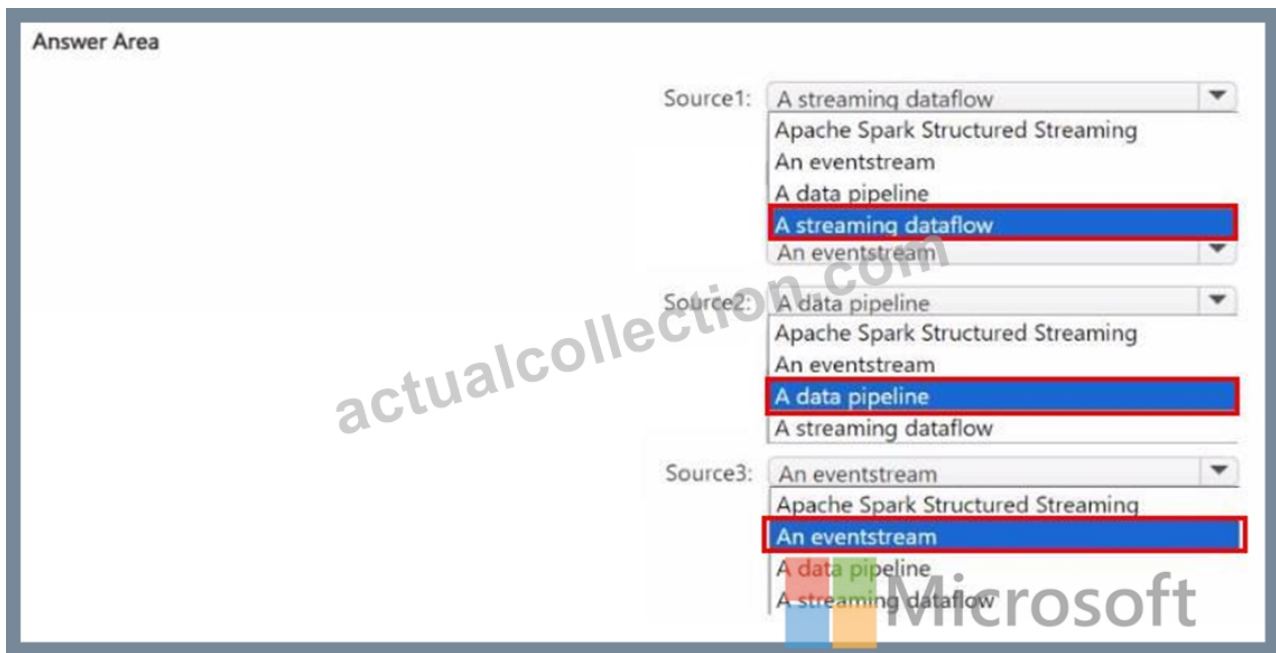 Answer Area
Source1: A streaming dataflow
Apache Spark Structured Streaming
An eventstream
A data pipeline
A streaming dataflow
An eventstream
Source2: A data pipeline
Apache Spark Structured Streaming
An eventstream
A data pipeline
A streaming dataflow
Source3: An eventstream
Apache Spark Structured Streaming
An eventstream
A data pipeline
A streaming dataflow
actualcollection.com
Microsoft